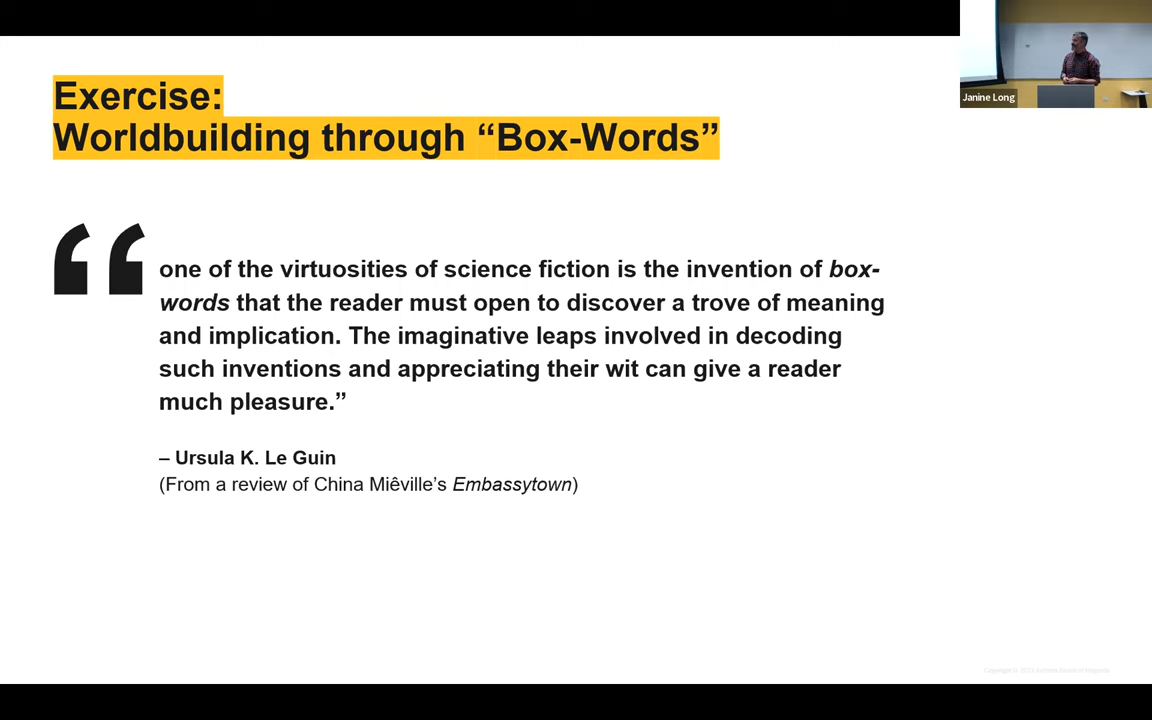 Exercise:
Worldbuilding through “Box-Words”
“
one of the virtuosities of science fiction is the invention of box-
words that the reader must open to discover a trove of meaning
and implication. The imaginative leaps involved in decoding
such inventions and appreciating their wit can give a reader
much pleasure.”
– Ursula K. Le Guin
(From a review of China Miêville’s Embassytown)
Janine Long